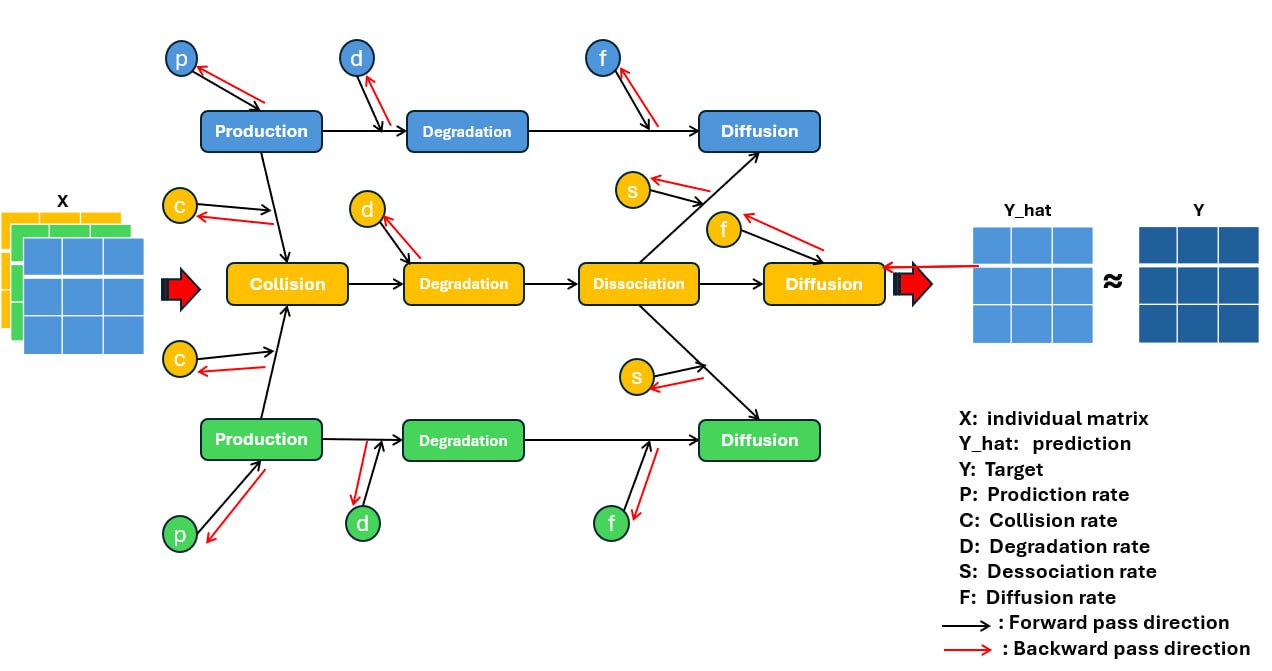 p
d
f
Production
Degradation
Diffusion
X
c
d
s
f
Y_hat
Y
Collision
Degradation
Dissociation
Diffusion
≈
c
s
Production
Degradation
Diffusion
p
d
f
X: individual matrix
Y_hat: prediction
Y: Target
P: Prodiction rate
C: Collision rate
D: Degradation rate
S: Dessociation rate
F: Diffusion rate
: Forward pass direction
: Backward pass direction